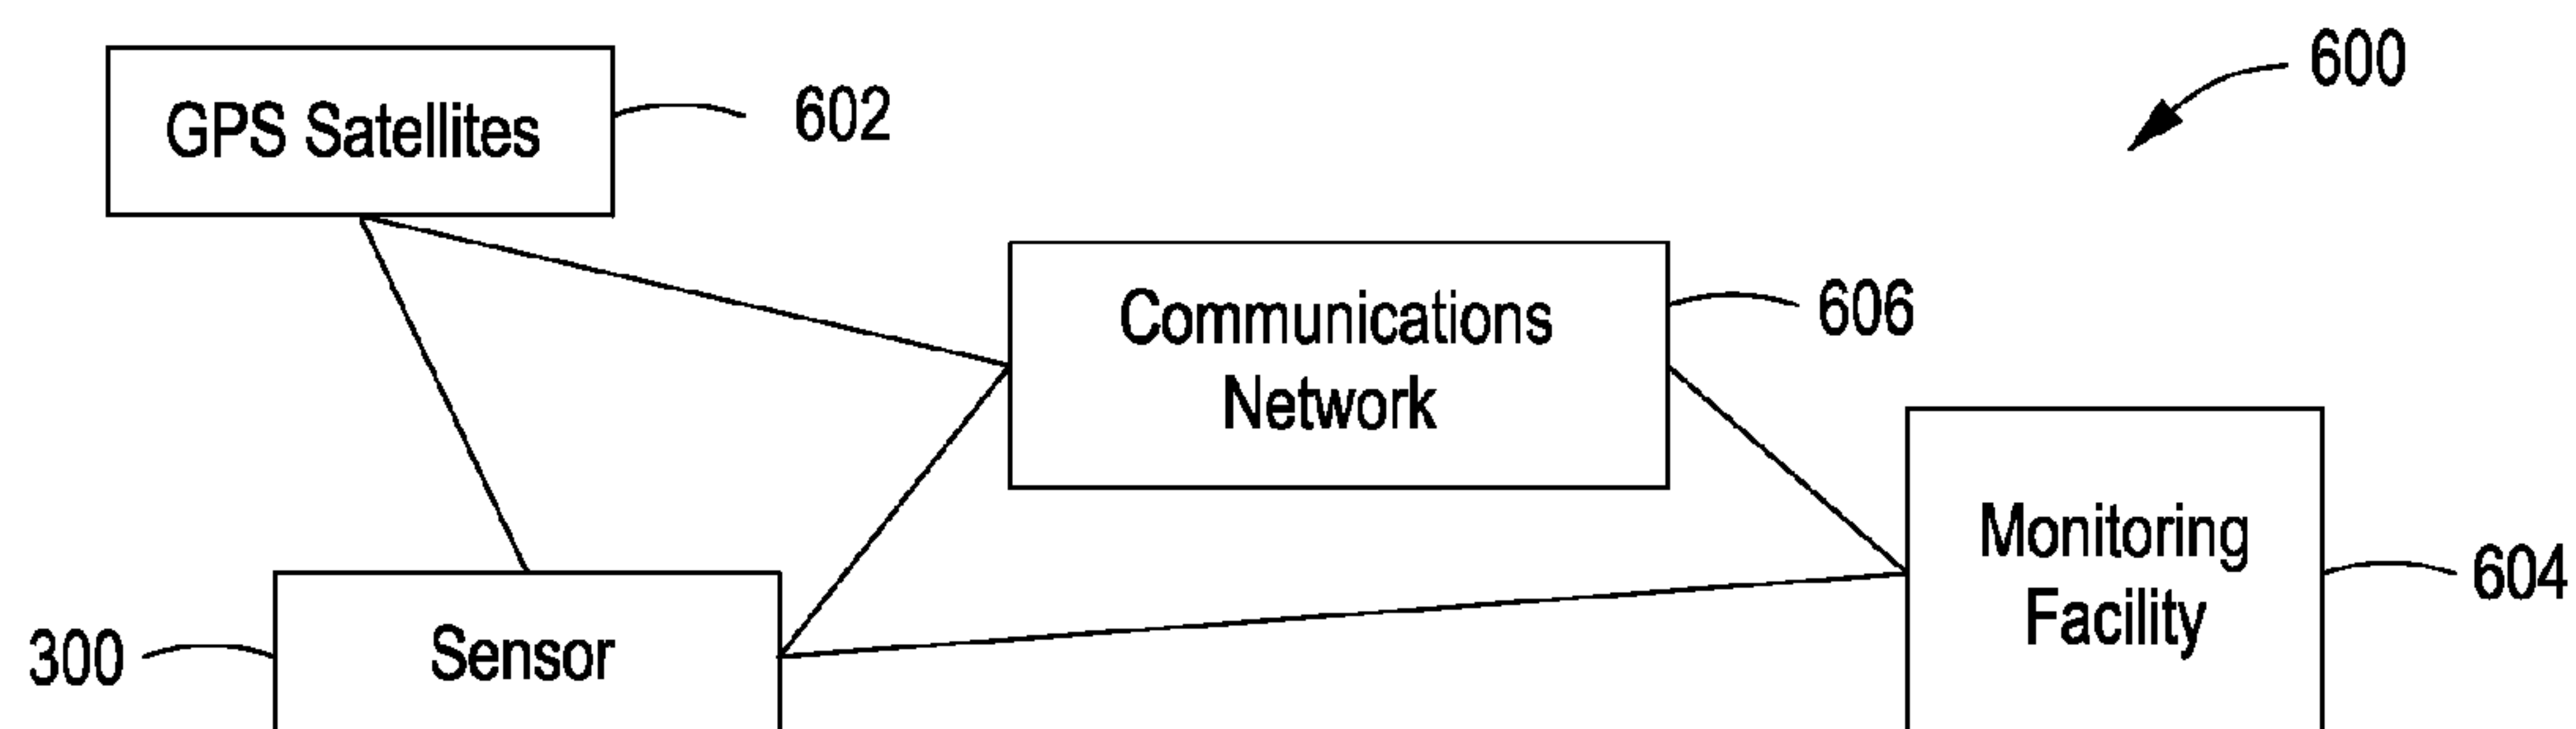 GPS Satellites
602
600
Communications
Network
606
Monitoring
Facility
604
300
Sensor